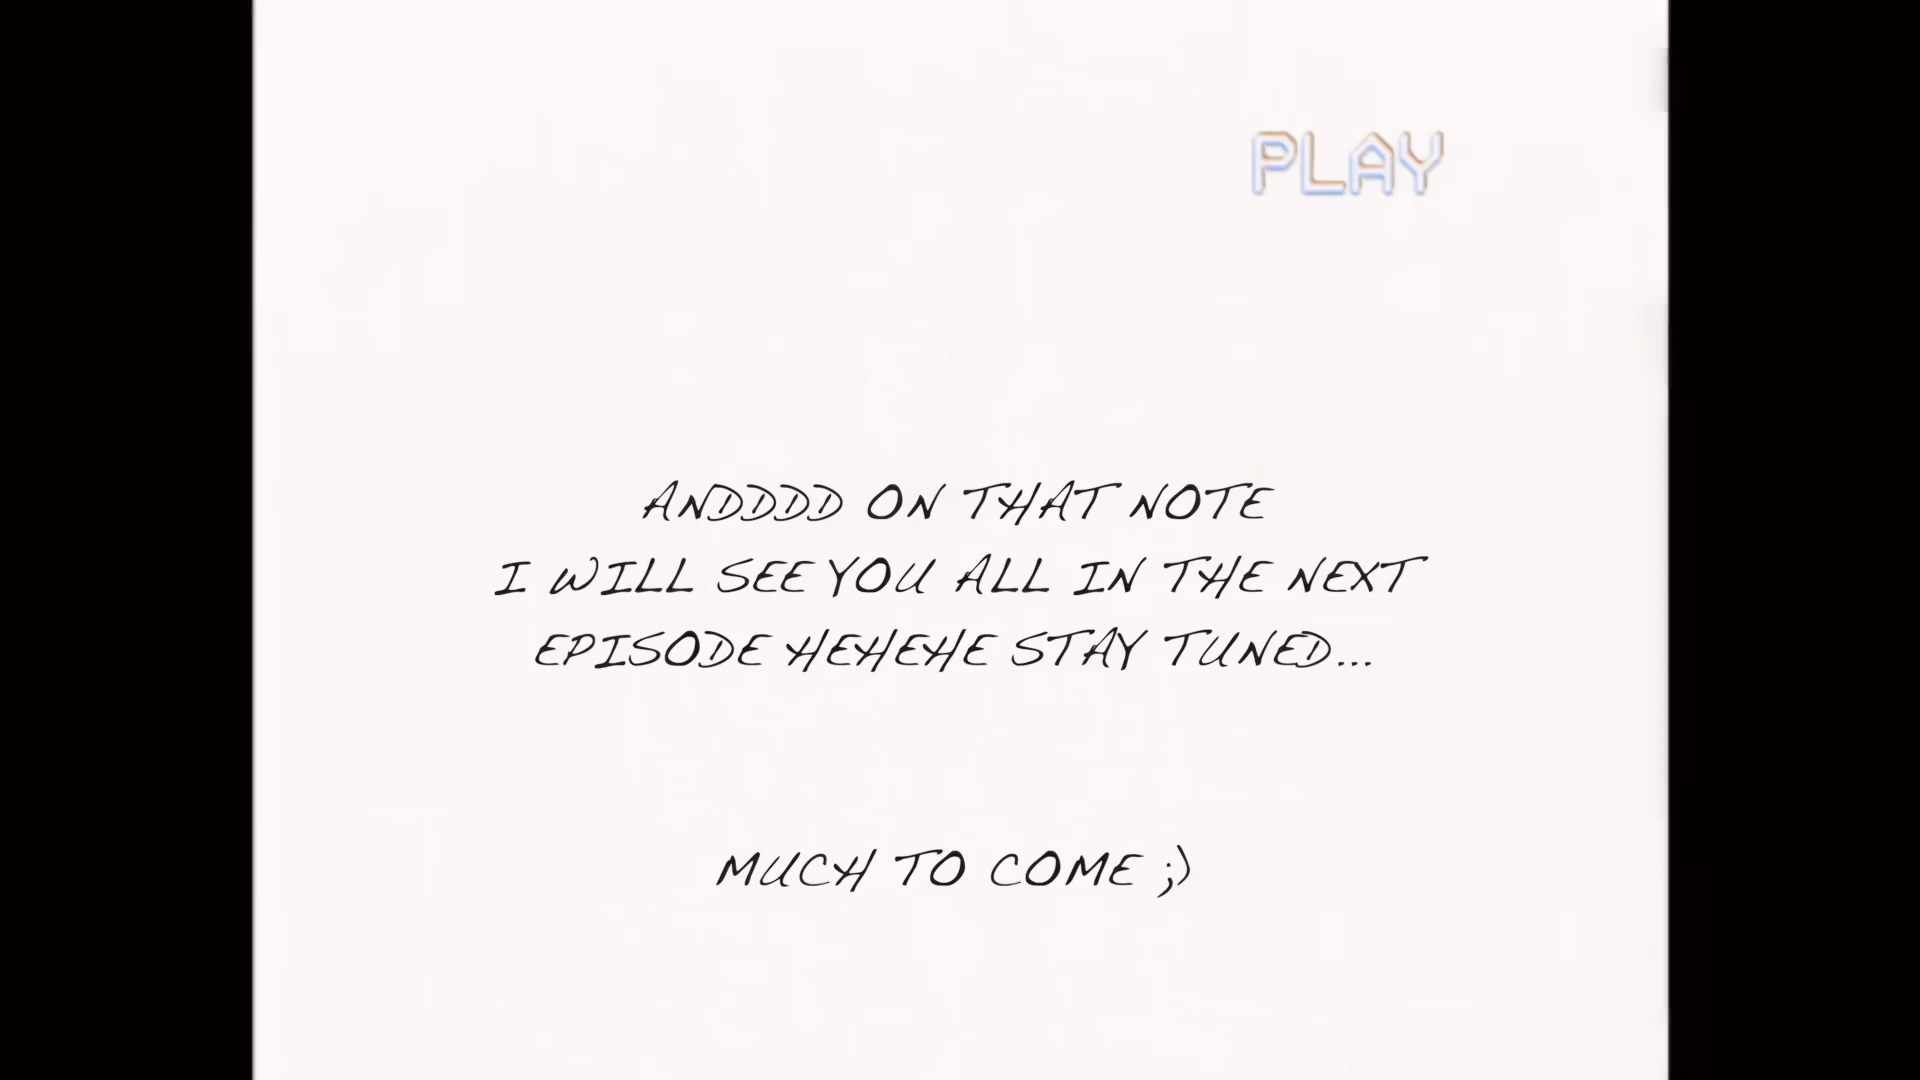 PLAY
ANDDDD ON THAT NOTE
I WILL SEE YOU ALL IN THE NEXT
EPISODE HEHEHE STAY TUNED...
MUCH TO COME ;)